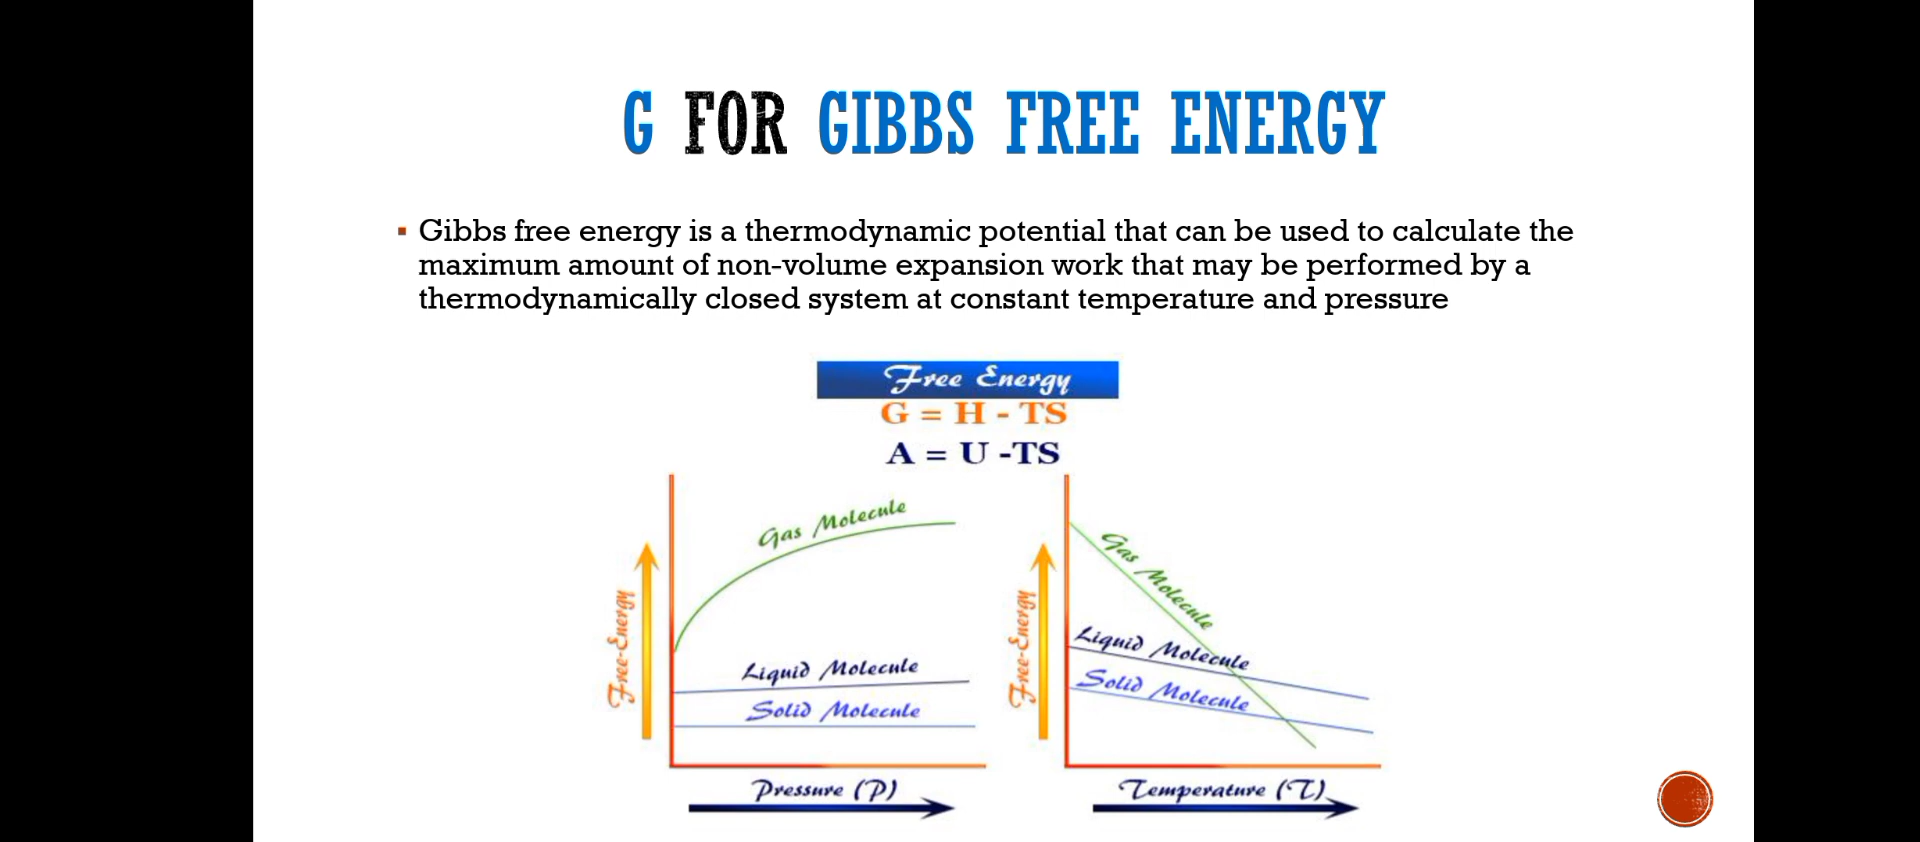 G FOR GIBBS FREE ENERGY
Gibbs free energy is a thermodynamic potential that can be used to calculate the
maximum amount of non-volume expansion work that may be performed by a
thermodynamically closed system at constant temperature and pressure
Free Energy
G = H - TS
A = U -TS
Free-Energy
Gas Molecule
Liquid Molecule
Solid Molecule
Pressure (P)
Free-Energy
Gas Molecule
Liquid Molecule
Solid Molecule
Temperature (T)